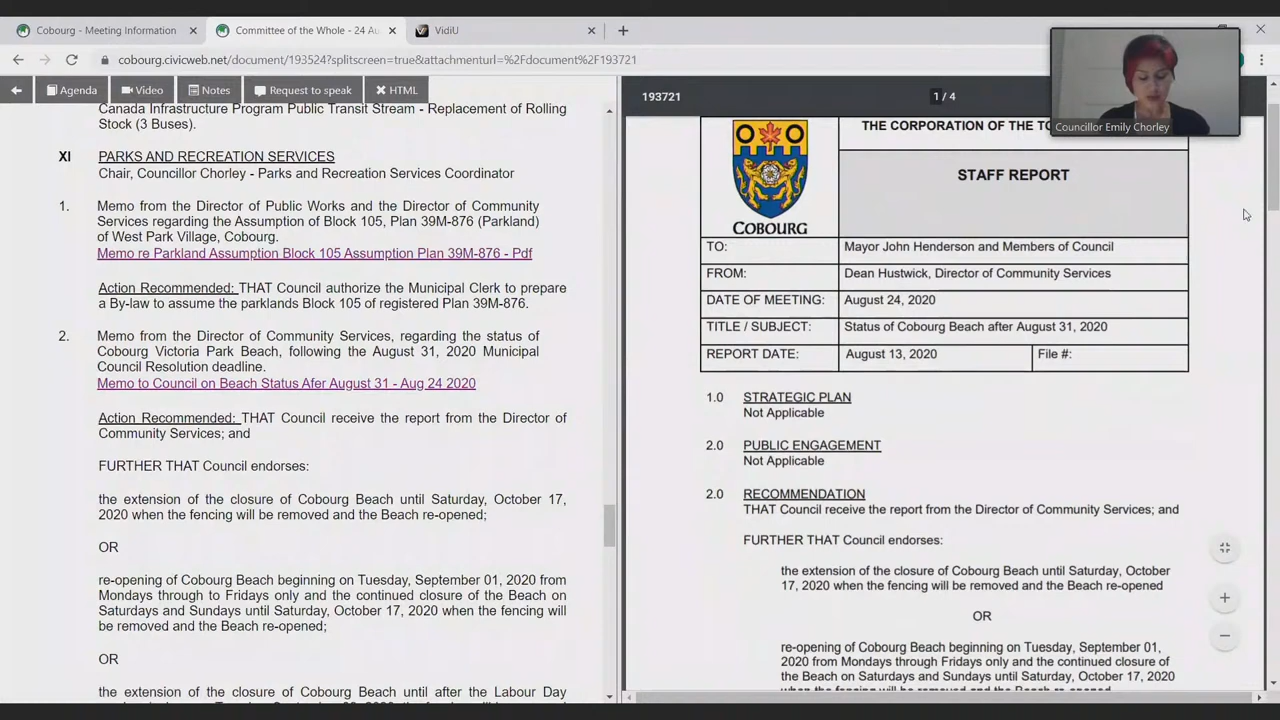 Cobourg - Meeting Information
Committee of the Whole - 24 Au
VidiU
cobourg.civicweb.net/document/193524?splitscreen=true&attachmenturl=%2Fdocument%2F193721
Agenda
Video
Notes
Request to speak
HTML
Canada Infrastructure Program Public Transit Stream - Replacement of Rolling
Stock (3 Buses).
XI PARKS AND RECREATION SERVICES
Chair, Councillor Chorley - Parks and Recreation Services Coordinator
1. Memo from the Director of Public Works and the Director of Community
Services regarding the Assumption of Block 105, Plan 39M-876 (Parkland)
of West Park Village, Cobourg.
Memo re Parkland Assumption Block 105 Assumption Plan 39M-876 - Pdf
Action Recommended: THAT Council authorize the Municipal Clerk to prepare
a By-law to assume the parklands Block 105 of registered Plan 39M-876.
2. Memo from the Director of Community Services, regarding the status of
Cobourg Victoria Park Beach, following the August 31, 2020 Municipal
Council Resolution deadline.
Memo to Council on Beach Status Afer August 31 - Aug 24 2020
Action Recommended: THAT Council receive the report from the Director of
Community Services; and
FURTHER THAT Council endorses:
the extension of the closure of Cobourg Beach until Saturday, October 17,
2020 when the fencing will be removed and the Beach re-opened;
OR
re-opening of Cobourg Beach beginning on Tuesday, September 01, 2020 from
Mondays through to Fridays only and the continued closure of the Beach on
Saturdays and Sundays until Saturday, October 17, 2020 when the fencing will
be removed and the Beach re-opened;
OR
the extension of the closure of Cobourg Beach until after the Labour Day
193721
1 / 4
Councillor Emily Chorley
THE CORPORATION OF THE
STAFF REPORT
COBOURG
TO: Mayor John Henderson and Members of Council
FROM: Dean Hustwick, Director of Community Services
DATE OF MEETING: August 24, 2020
TITLE / SUBJECT: Status of Cobourg Beach after August 31, 2020
REPORT DATE: August 13, 2020 File #:
1.0 STRATEGIC PLAN
Not Applicable
2.0 PUBLIC ENGAGEMENT
Not Applicable
2.0 RECOMMENDATION
THAT Council receive the report from the Director of Community Services; and
FURTHER THAT Council endorses:
the extension of the closure of Cobourg Beach until Saturday, October
17, 2020 when the fencing will be removed and the Beach re-opened
OR
re-opening of Cobourg Beach beginning on Tuesday, September 01,
2020 from Mondays through Fridays only and the continued closure of
the Beach on Saturdays and Sundays until Saturday, October 17, 2020
when the fencing will be removed and the Beach re-opened